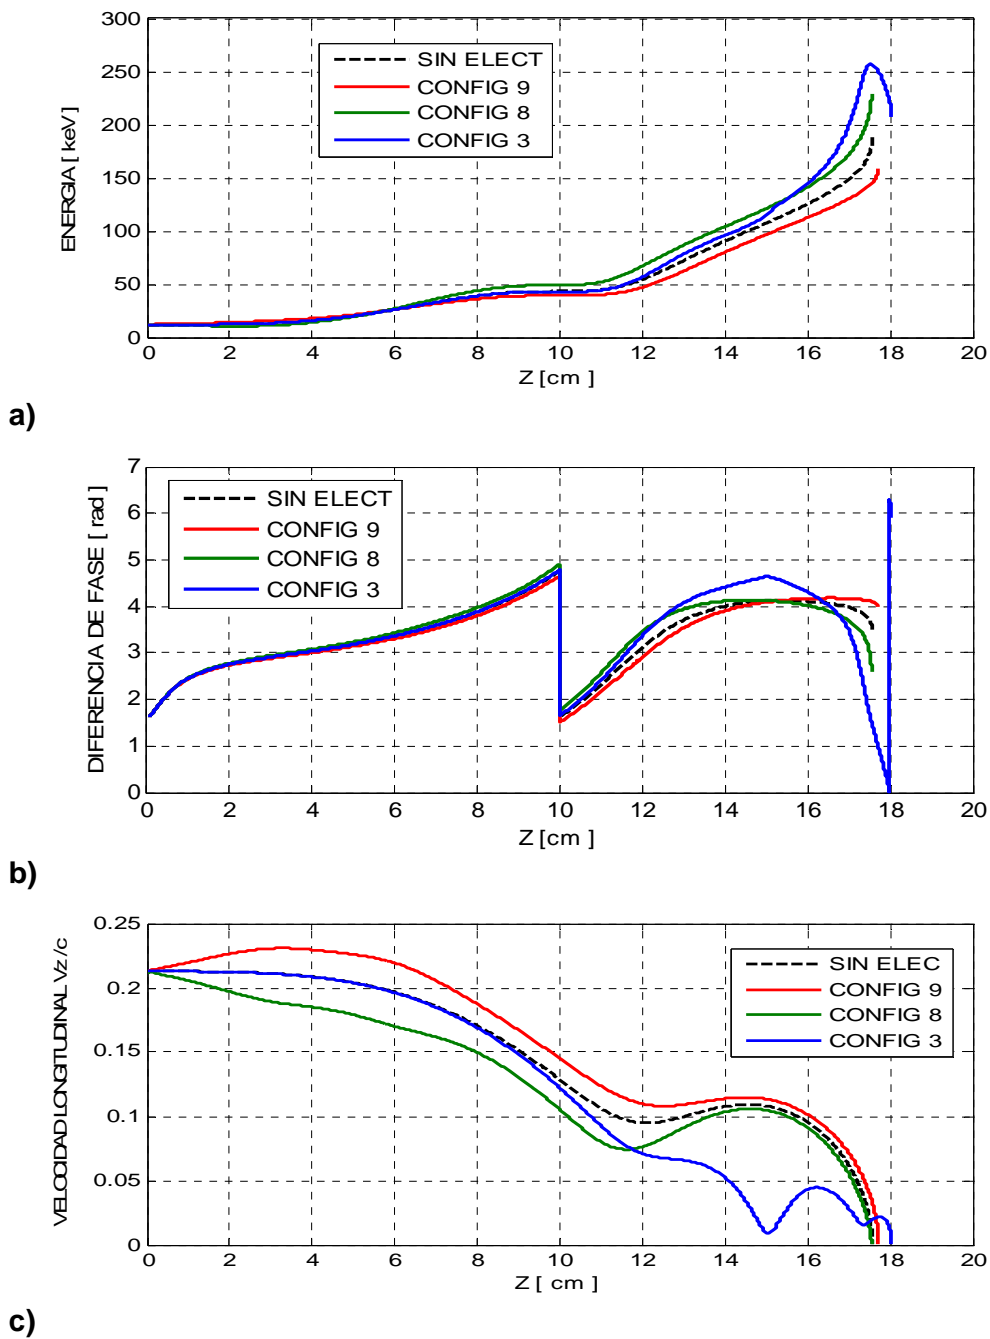 300
250
200
150
100
50
0
ENERGIA [ keV]
SIN ELECT
CONFIG 9
CONFIG 8
CONFIG 3
0 2 4 6 8 10 12 14 16 18 20
Z [cm ]
a)
7
6
5
4
3
2
1
0
DIFERENCIA DE FASE [ rad]
SIN ELECT
CONFIG 9
CONFIG 8
CONFIG 3
0 2 4 6 8 10 12 14 16 18 20
Z [cm ]
b)
0.25
0.2
0.15
0.1
0.05
0
VELOCIDAD LONGITUDINAL Vz/c
SIN ELEC
CONFIG 9
CONFIG 8
CONFIG 3
0 2 4 6 8 10 12 14 16 18 20
Z [ cm ]
c)